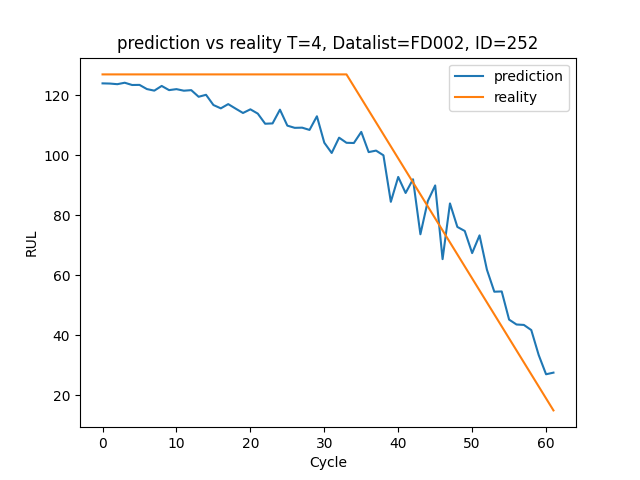 prediction vs reality T=4, Datalist=FD002, ID=252
prediction
reality
120
100
80
60
40
20
RUL
0 10 20 30 40 50 60
Cycle